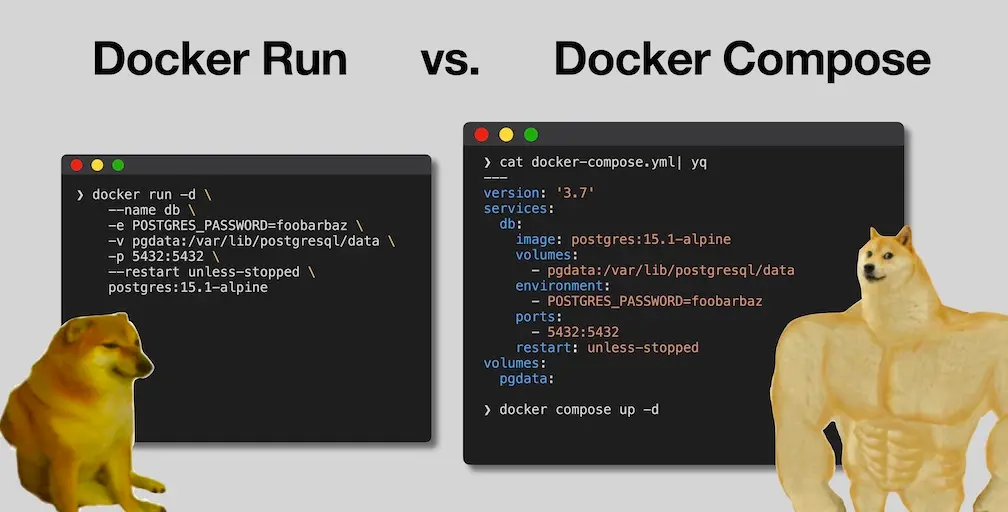 Docker Run vs. Docker Compose
❯ docker run -d \
--name db \
-e POSTGRES_PASSWORD=foobarbaz \
-v pgdata:/var/lib/postgresql/data \
-p 5432:5432 \
--restart unless-stopped \
postgres:15.1-alpine
❯ cat docker-compose.yml| yq
---
version: '3.7'
services:
  db:
    image: postgres:15.1-alpine
    volumes:
      - pgdata:/var/lib/postgresql/data
    environment:
      - POSTGRES_PASSWORD=foobarbaz
    ports:
      - 5432:5432
    restart: unless-stopped
volumes:
  pgdata:
❯ docker compose up -d